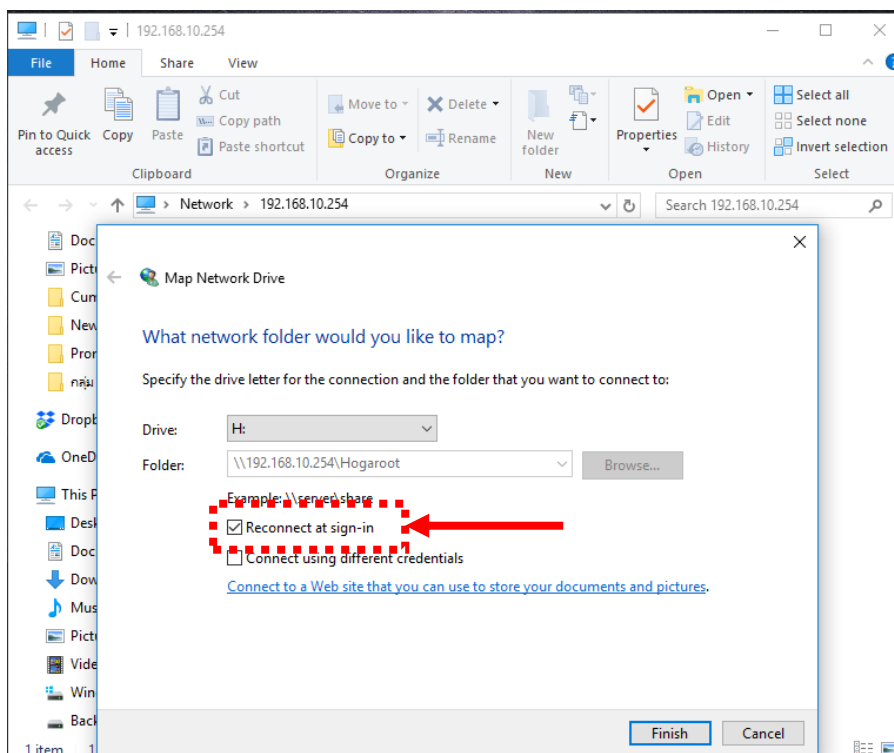 192.168.10.254
File Home Share View
Pin to Quick access
Copy
Paste
Cut
Copy path
Paste shortcut
Clipboard
Move to
Copy to
Delete
Rename
Organize
New folder
New
Properties
Open
Edit
History
Open
Select all
Select none
Invert selection
Select
Network > 192.168.10.254
Search 192.168.10.254
Doc
Pict
Cum
New
Pror
กลุ่ม
Dropb
OneD
This P
Desk
Doc
Dow
Mus
Pict
Vide
Win
Back
1 item 1
Map Network Drive
What network folder would you like to map?
Specify the drive letter for the connection and the folder that you want to connect to:
Drive: H:
Folder: \\192.168.10.254\Hogaroot Browse...
Example: \\server\share
Reconnect at sign-in
Connect using different credentials
Connect to a Web site that you can use to store your documents and pictures.
Finish Cancel